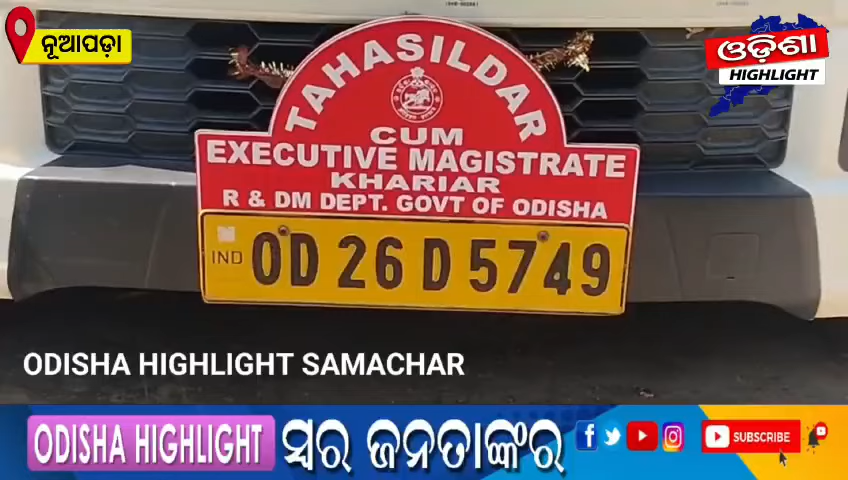 ନୂଆପଡ଼ା
ଓଡ଼ିଶା
HIGHLIGHT
TAHASILDAR
CUM
EXECUTIVE MAGISTRATE
KHARIAR
R & DM DEPT. GOVT OF ODISHA
IND OD 26 D 5749
ODISHA HIGHLIGHT SAMACHAR
ODISHA HIGHLIGHT ସ୍ୱର ଜନତାଙ୍କର
SUBSCRIBE